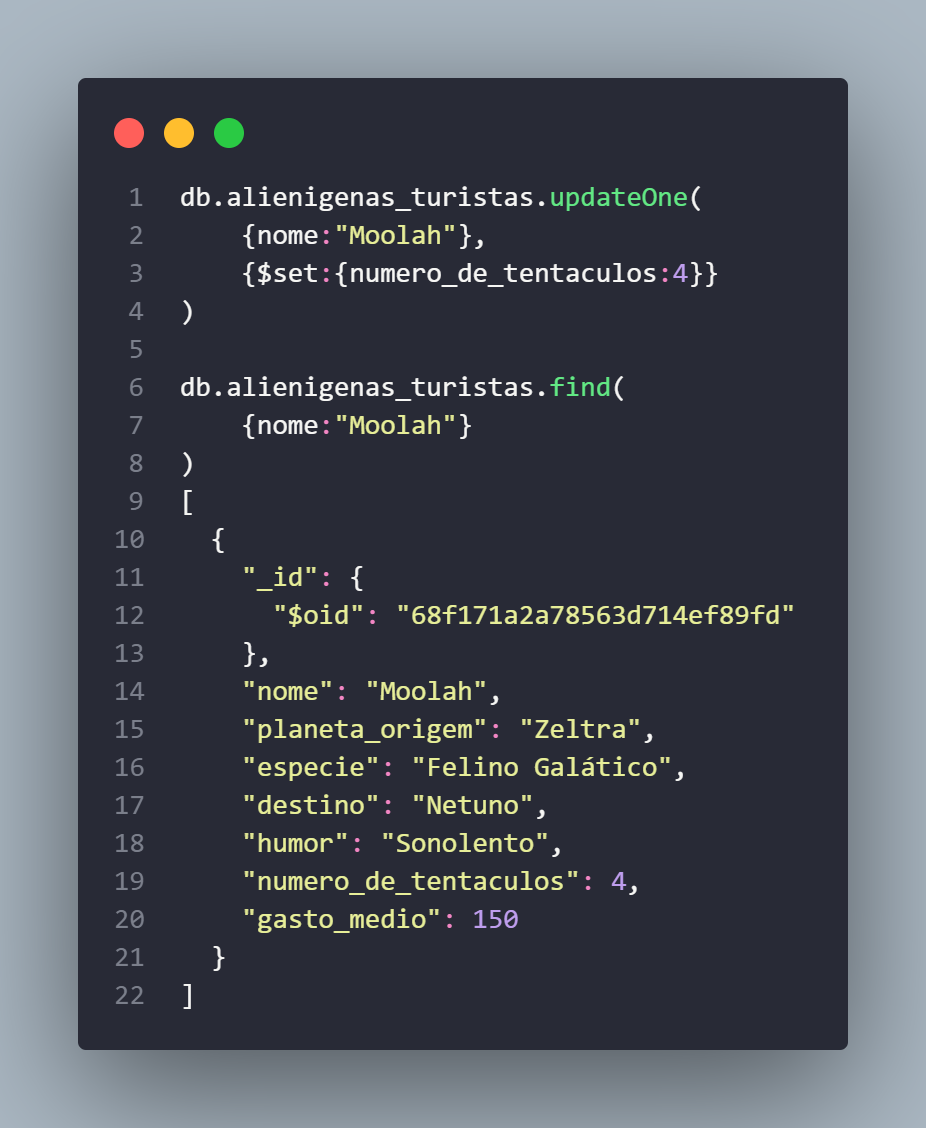 1 db.alienigenas_turistas.updateOne(
2     {nome:"Moolah"},
3     {$set:{numero_de_tentaculos:4}}
4 )
5
6 db.alienigenas_turistas.find(
7     {nome:"Moolah"}
8 )
9 [
10   {
11     "_id": {
12       "$oid": "68f171a2a78563d714ef89fd"
13     },
14     "nome": "Moolah",
15     "planeta_origem": "Zeltra",
16     "especie": "Felino Galático",
17     "destino": "Netuno",
18     "humor": "Sonolento",
19     "numero_de_tentaculos": 4,
20     "gasto_medio": 150
21   }
22 ]